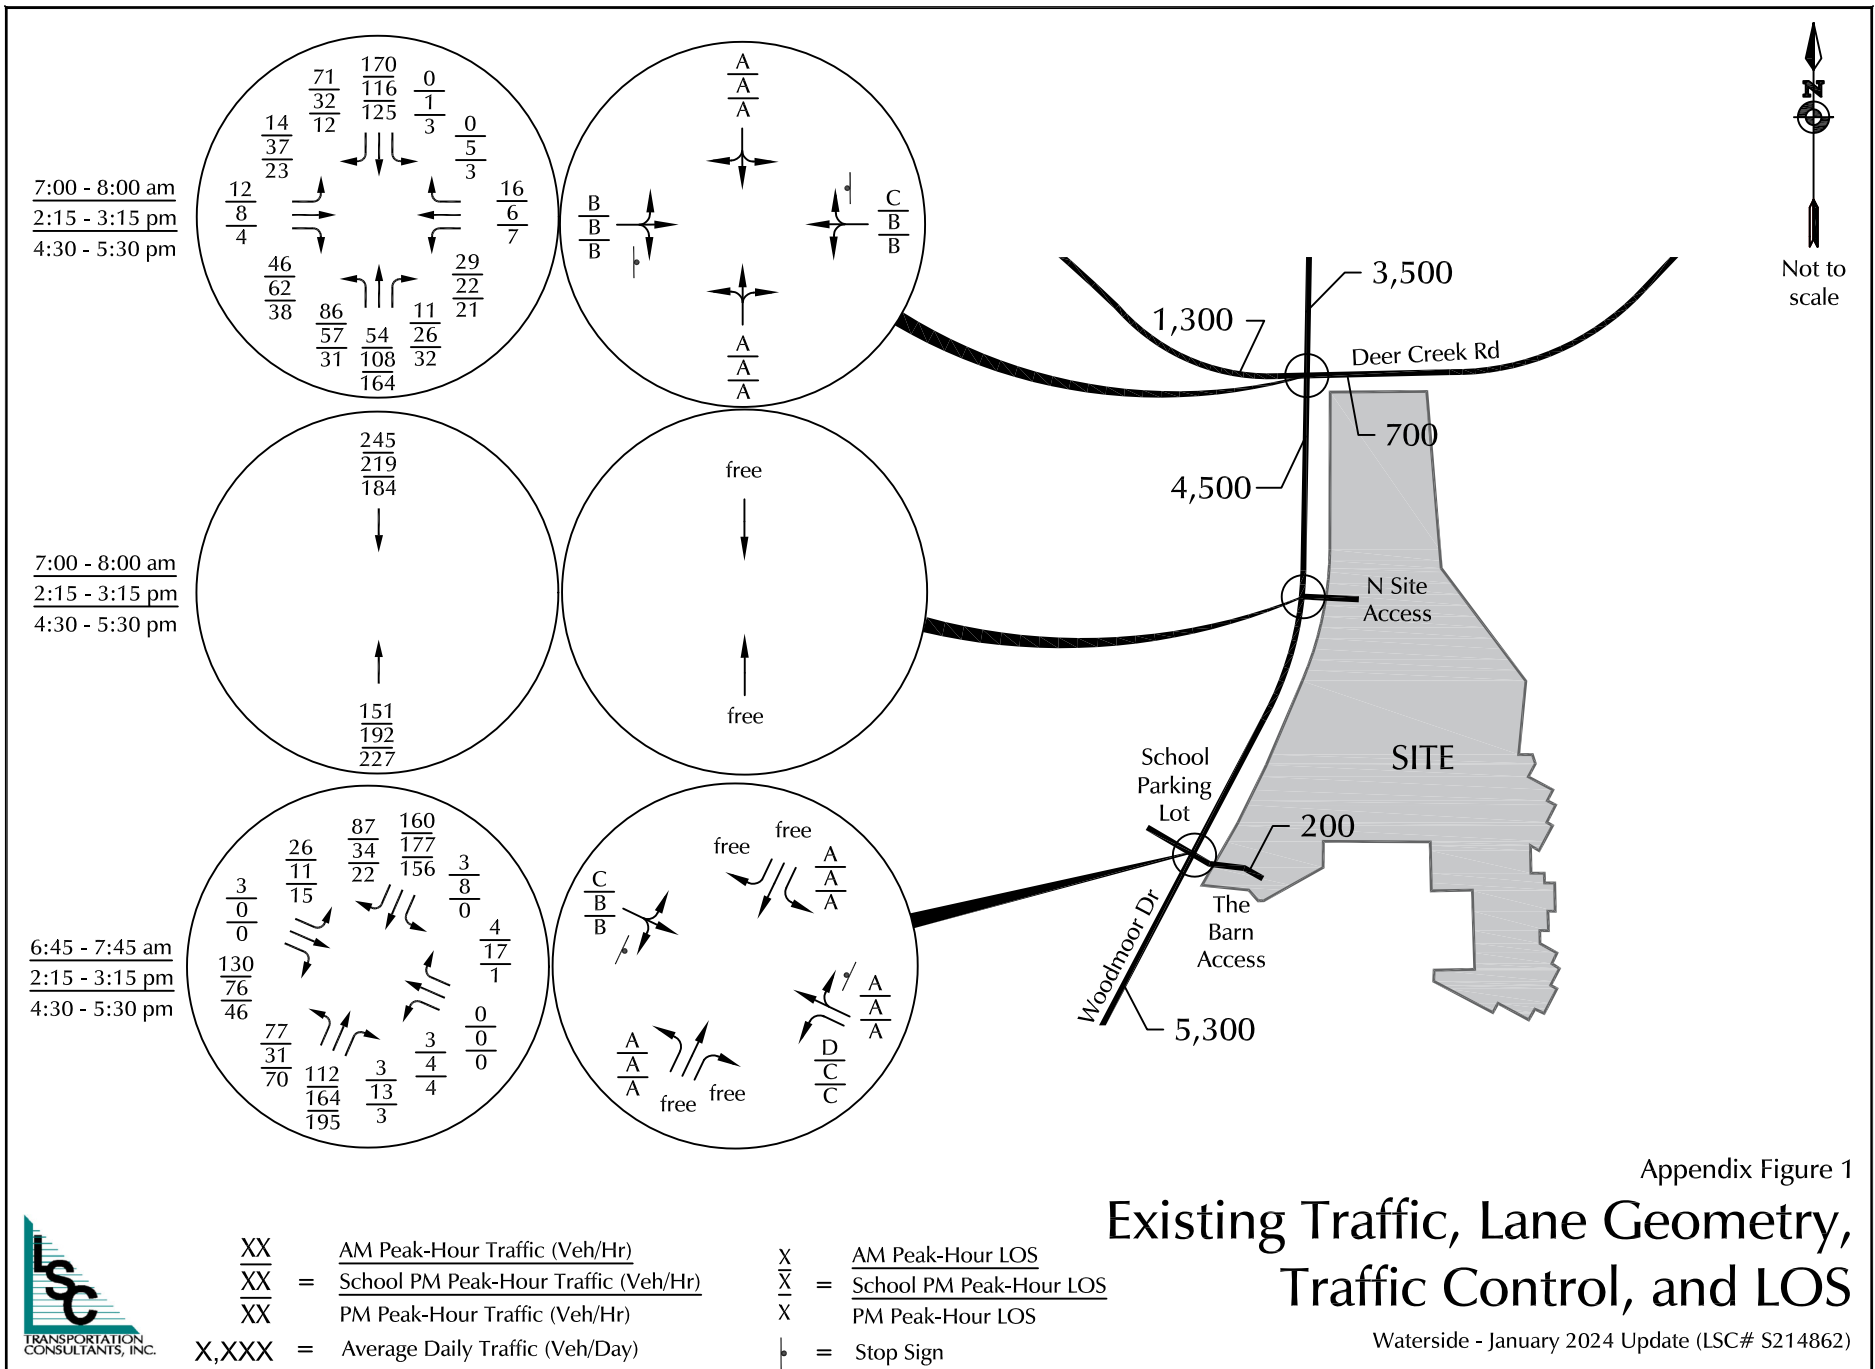 7:00 - 8:00 am
2:15 - 3:15 pm
4:30 - 5:30 pm
14
37
23
71
32
12
170
116
125
0
1
3
0
5
3
12
8
4
16
6
7
46
62
38
86
57
31
54
108
164
11
26
32
29
22
21
A
A
A
B
B
B
C
B
B
A
A
A
7:00 - 8:00 am
2:15 - 3:15 pm
4:30 - 5:30 pm
245
219
184
151
192
227
free
free
6:45 - 7:45 am
2:15 - 3:15 pm
4:30 - 5:30 pm
3
0
0
26
11
15
87
34
22
160
177
156
3
8
0
4
17
1
130
76
46
77
31
70
112
164
195
3
13
3
3
4
4
0
0
0
free
free
A
A
A
C
B
B
A
A
A
D
C
C
A
A
A
free
free
N
Not to
scale
3,500
1,300
Deer Creek Rd
700
4,500
N Site
Access
SITE
School
Parking
Lot
200
The
Barn
Access
Woodmoor Dr
5,300
Appendix Figure 1
Existing Traffic, Lane Geometry,
Traffic Control, and LOS
Waterside - January 2024 Update (LSC# S214862)
LSC
TRANSPORTATION
CONSULTANTS, INC.
XX AM Peak-Hour Traffic (Veh/Hr)
XX = School PM Peak-Hour Traffic (Veh/Hr)
XX PM Peak-Hour Traffic (Veh/Hr)
X,XXX = Average Daily Traffic (Veh/Day)
X AM Peak-Hour LOS
X = School PM Peak-Hour LOS
X PM Peak-Hour LOS
= Stop Sign